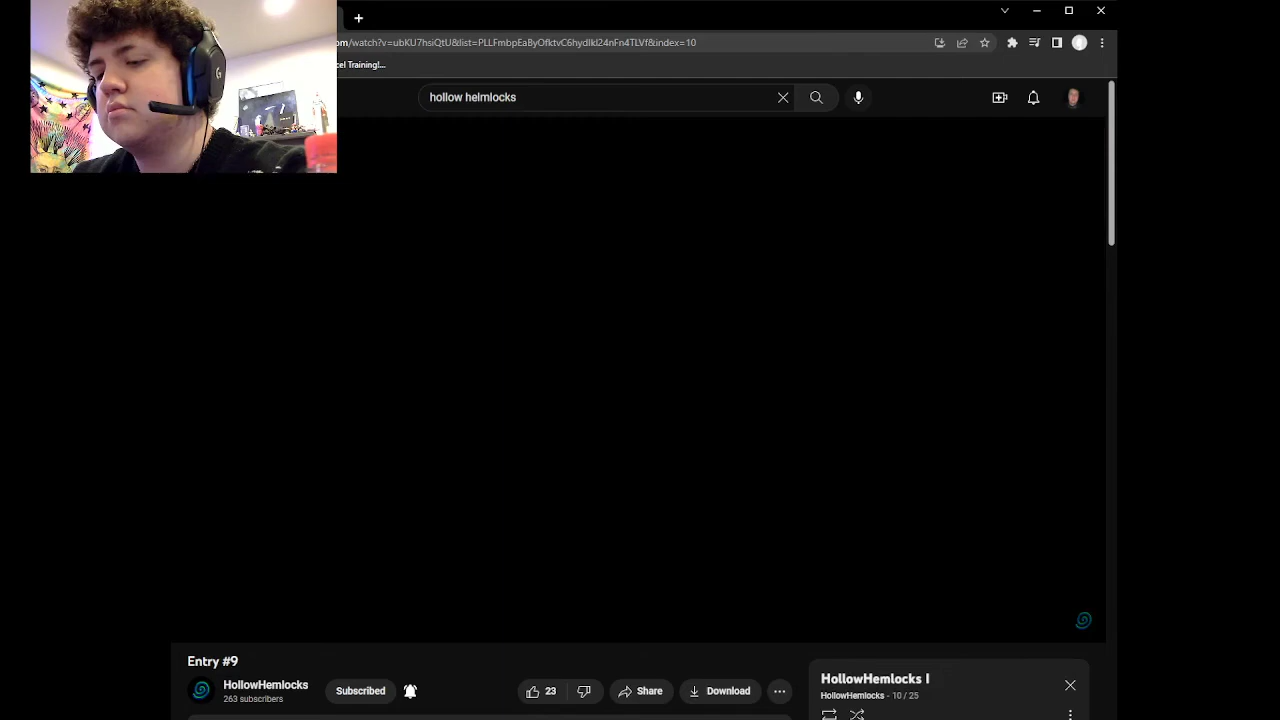 om/watch?v=ubKU7hsiQtU&list=PLLFmbpEaByOfktvC6hydIkI24nFn4TLVf&index=10
cel Training!...
hollow helmlocks
Entry #9
HollowHemlocks
263 subscribers
Subscribed
23
Share
Download
HollowHemlocks I
HollowHemlocks - 10 / 25